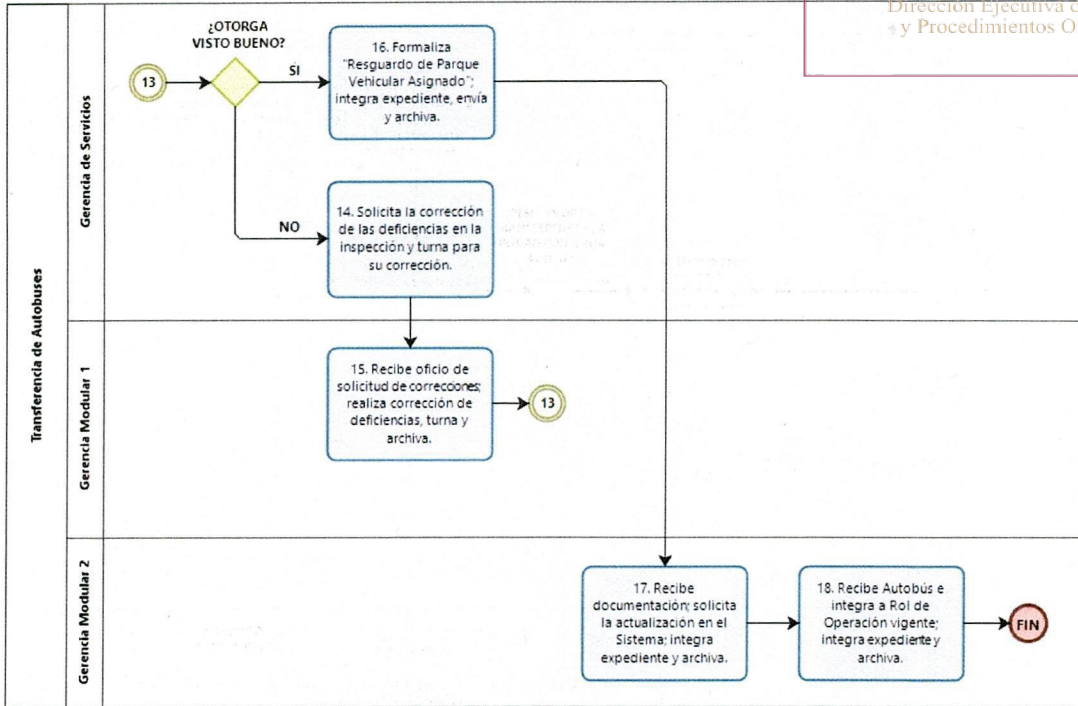 Dirección Ejecutiva
y Procedimientos O
Transferencia de Autobuses
Gerencia de Servicios
¿OTORGA
VISTO BUENO?
13
SI
16. Formaliza
"Resguardo de Parque
Vehicular Asignado";
integra expediente, envía
y archiva.
NO
14. Solicita la corrección
de las deficiencias en la
inspección y turna para
su corrección.
Gerencia Modular 1
15. Recibe oficio de
solicitud de correcciones;
realiza corrección de
deficiencias, turna y
archiva.
13
Gerencia Modular 2
17. Recibe
documentación; solicita
la actualización en el
Sistema; integra
expediente y archiva.
18. Recibe Autobús e
integra a Rol de
Operación vigente;
integra expediente y
archiva.
FIN